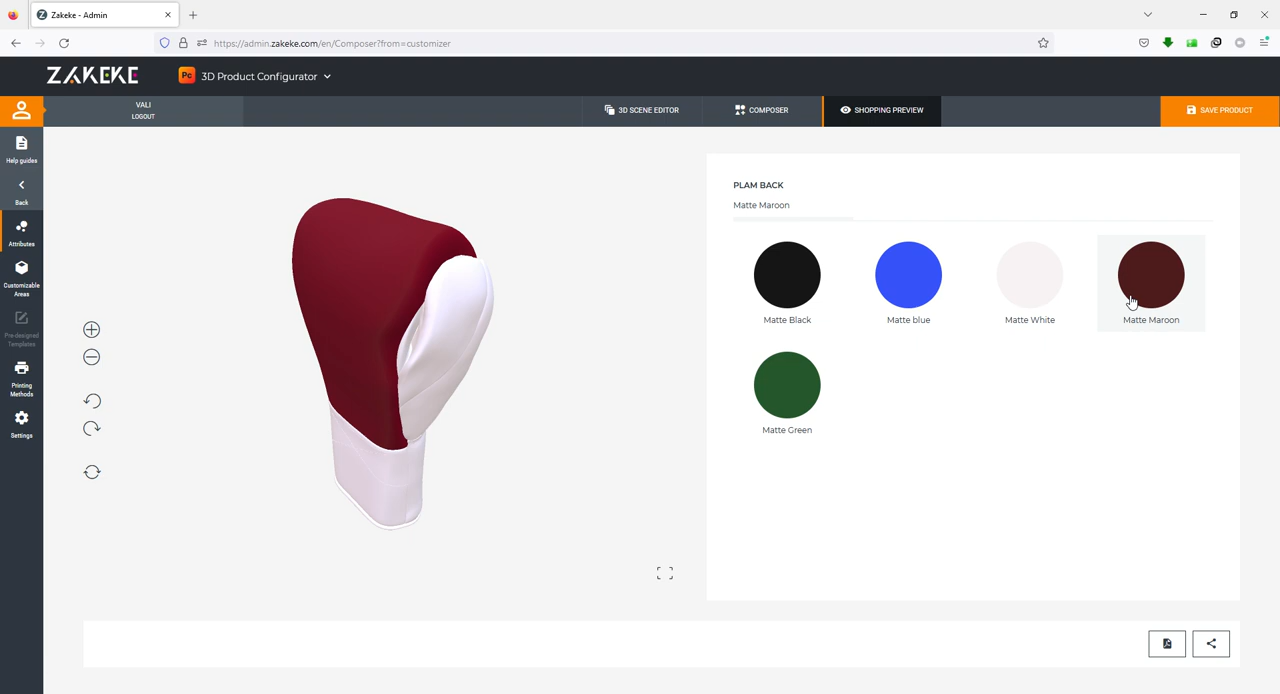 Zakeke - Admin
https://admin.zakeke.com/en/Composer?from=customizer
ZAKEKE
Pc 3D Product Configurator
VALI
LOGOUT
3D SCENE EDITOR
COMPOSER
SHOPPING PREVIEW
SAVE PRODUCT
Help guides
Back
Attributes
Customizable
Areas
Pre-designed
Templates
Printing
Methods
Settings
PLAM BACK
Matte Maroon
Matte Black
Matte blue
Matte White
Matte Maroon
Matte Green